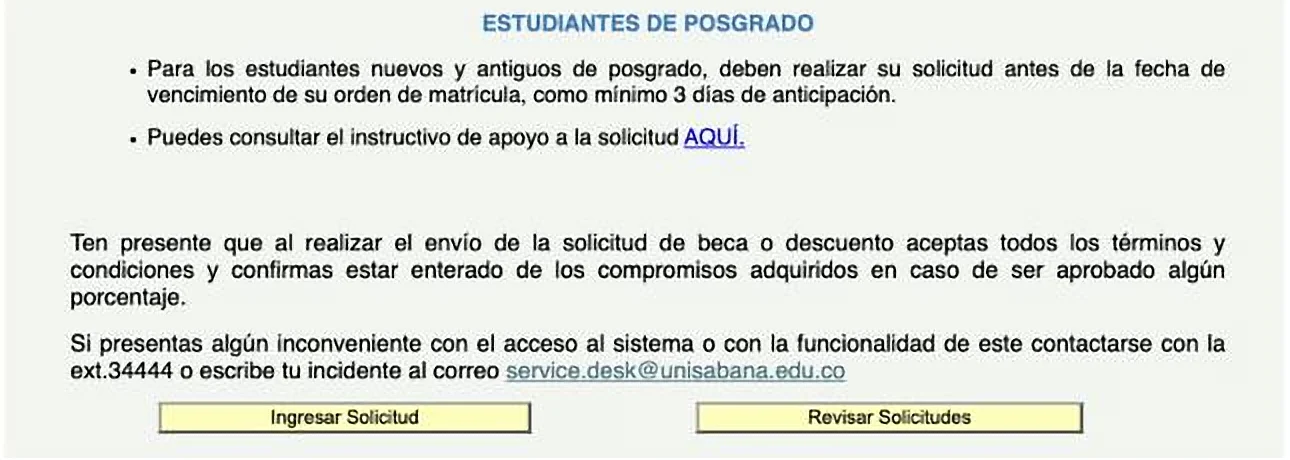 ESTUDIANTES DE POSGRADO
• Para los estudiantes nuevos y antiguos de posgrado, deben realizar su solicitud antes de la fecha de
vencimiento de su orden de matrícula, como mínimo 3 días de anticipación.
• Puedes consultar el instructivo de apoyo a la solicitud AQUÍ.
Ten presente que al realizar el envío de la solicitud de beca o descuento aceptas todos los términos y
condiciones y confirmas estar enterado de los compromisos adquiridos en caso de ser aprobado algún
porcentaje.
Si presentas algún inconveniente con el acceso al sistema o con la funcionalidad de este contactarse con la
ext.34444 o escribe tu incidente al correo service.desk@unisabana.edu.co
Ingresar Solicitud
Revisar Solicitudes